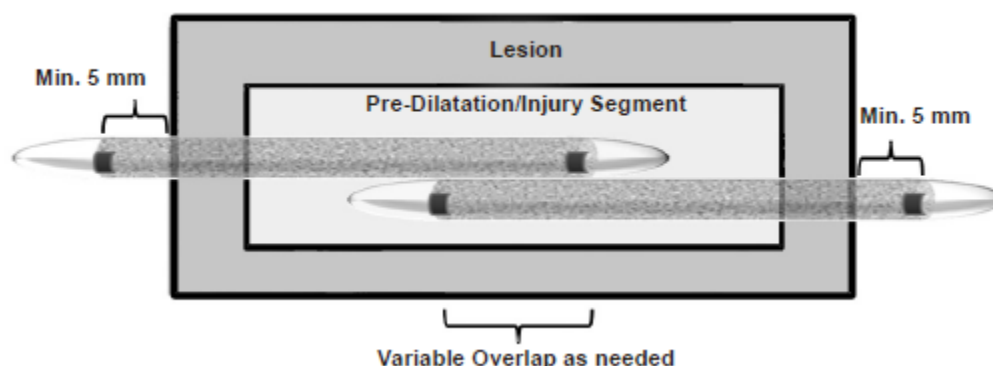 Lesion
Min. 5 mm
Pre-Dilatation/Injury Segment
Min. 5 mm
Variable Overlap as needed